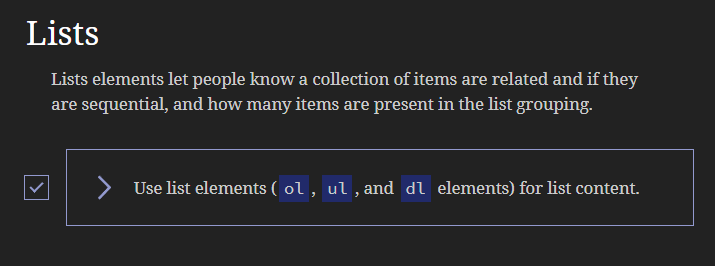 Lists
Lists elements let people know a collection of items are related and if they
are sequential, and how many items are present in the list grouping.
Use list elements ( ol , ul , and dl elements) for list content.